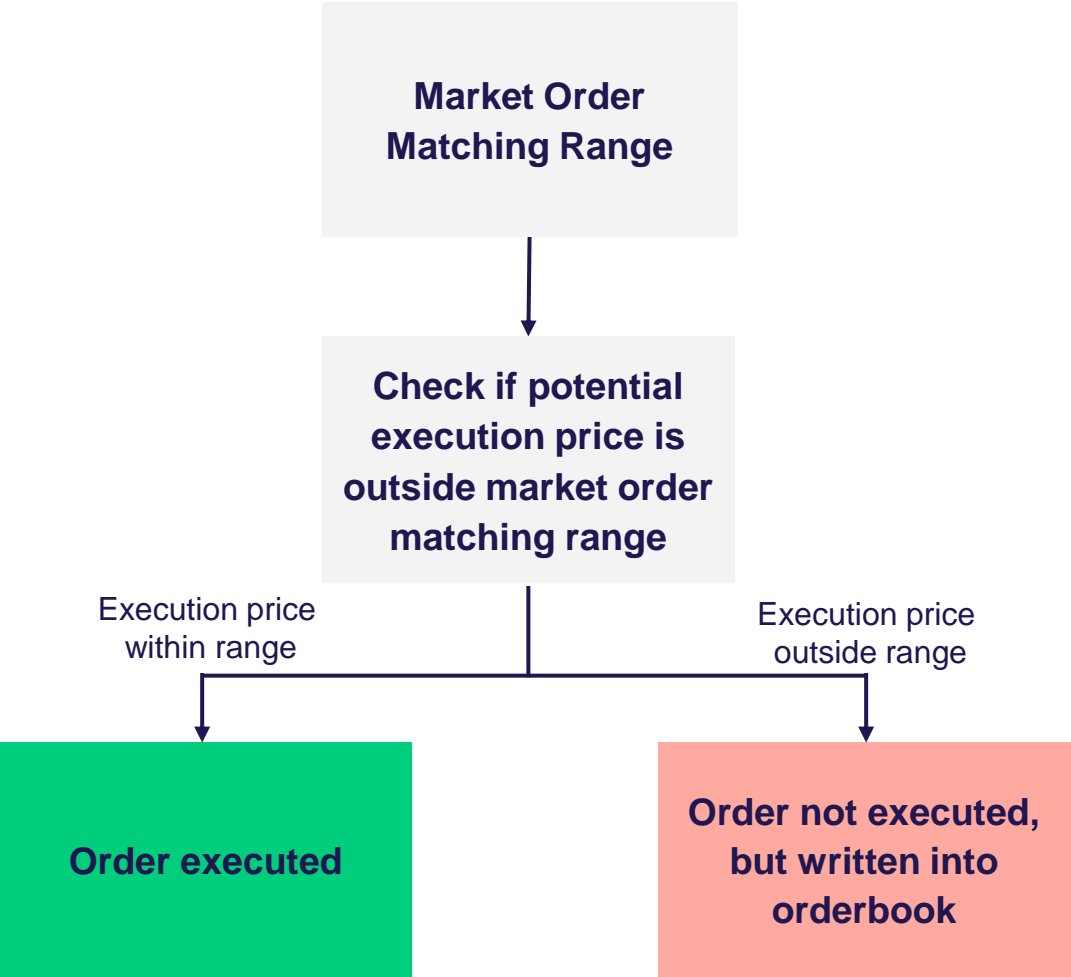 Market Order
Matching Range
Check if potential
execution price is
outside market order
matching range
Execution price
within range
Execution price
outside range
Order executed
Order not executed,
but written into
orderbook